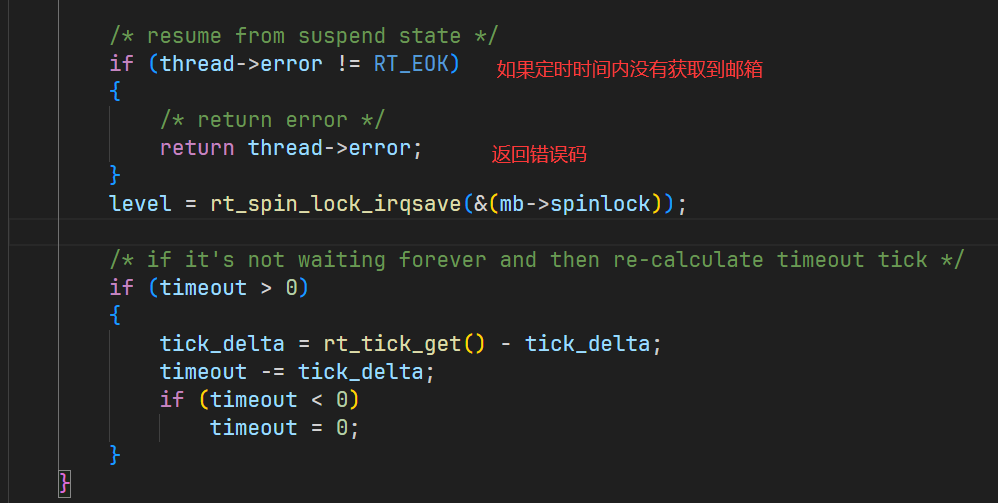 /* resume from suspend state */
if (thread->error != RT_EOK) 如果定时时间内没有获取到邮箱
{
/* return error */
return thread->error; 返回错误码
}
level = rt_spin_lock_irqsave(&(mb->spinlock));
/* if it's not waiting forever and then re-calculate timeout tick */
if (timeout > 0)
{
tick_delta = rt_tick_get() - tick_delta;
timeout -= tick_delta;
if (timeout < 0)
timeout = 0;
}
}